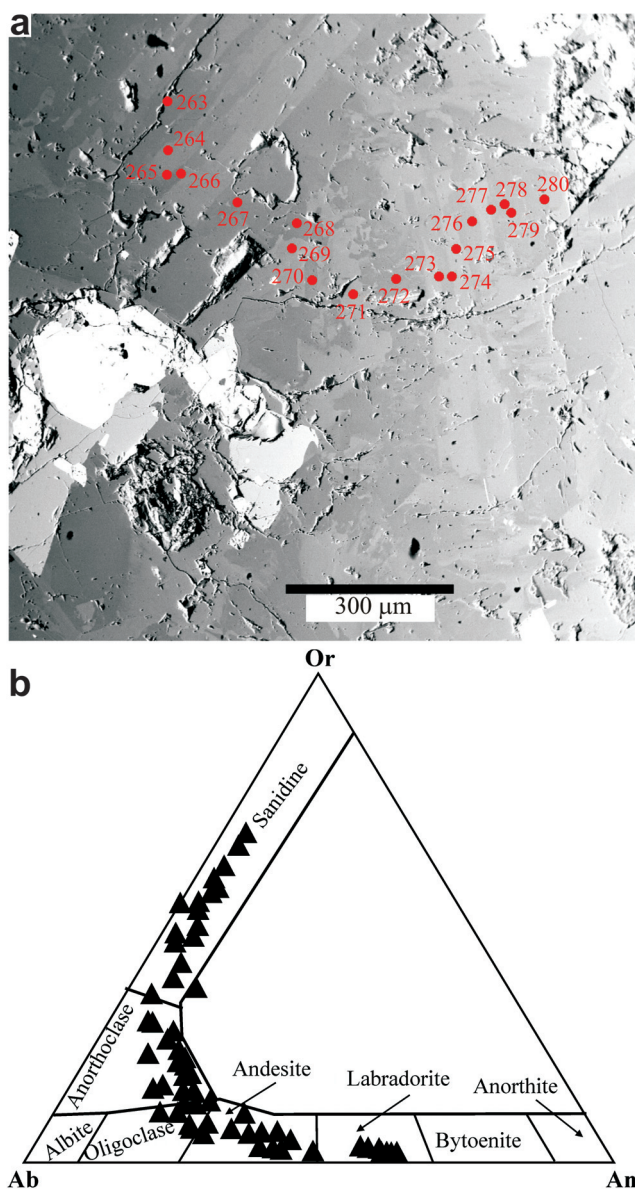 a
263
264
265 266
267
268
269
270
271
272
273 274
275
276
277 278
279
280
300 µm
b
Or
Sanidine
Anorthoclase
Andesite
Labradorite
Anorthite
Albite
Oligoclase
Bytoenite
Ab
An